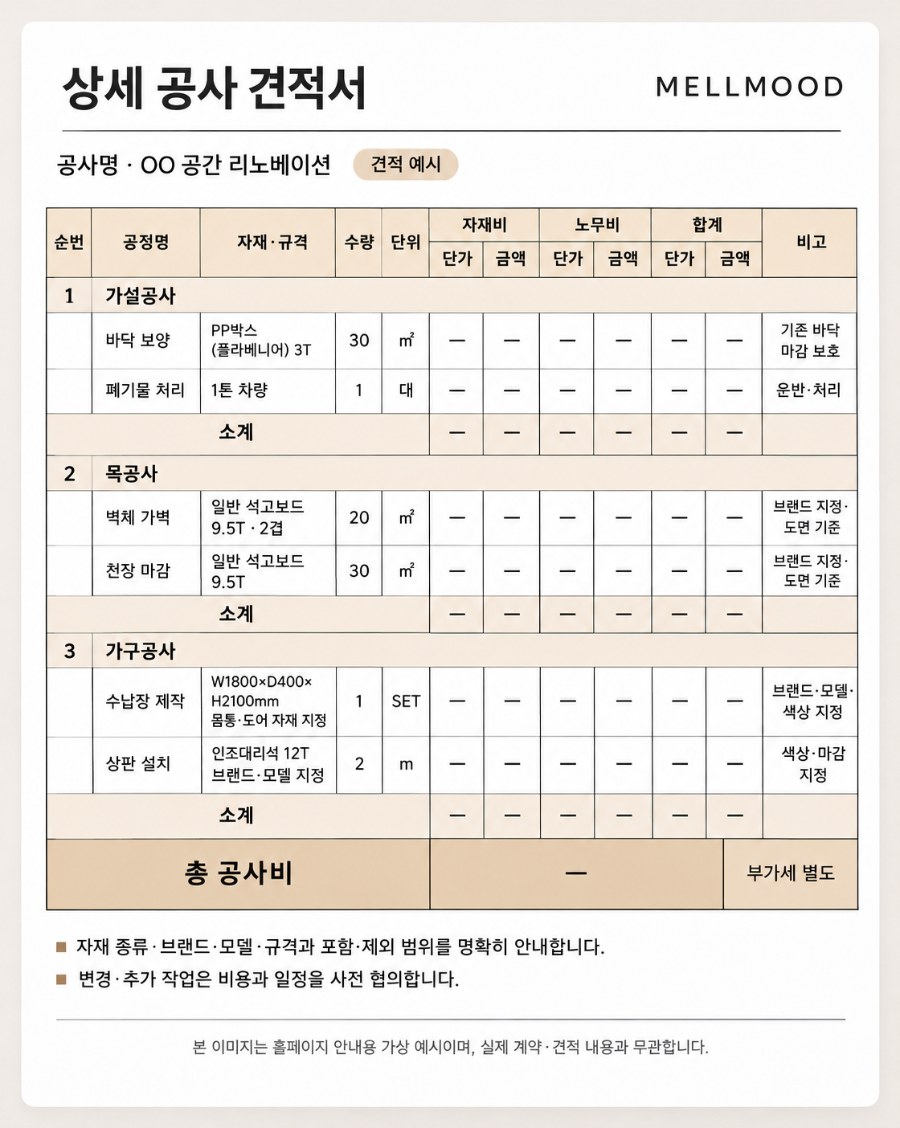 상세 공사 견적서
MELLMOOD
공사명 · OO 공간 리노베이션
견적 예시
순번 공정명 자재·규격 수량 단위 자재비 노무비 합계 비고
단가 금액 단가 금액 단가 금액
1 가설공사
바닥 보양 PP박스 (플라베니어) 3T 30 ㎡ — — — — — — 기존 바닥 마감 보호
폐기물 처리 1톤 차량 1 대 — — — — — — 운반·처리
소계 — — — — — —
2 목공사
벽체 가벽 일반 석고보드 9.5T · 2겹 20 ㎡ — — — — — — 브랜드 지정· 도면 기준
천장 마감 일반 석고보드 9.5T 30 ㎡ — — — — — — 브랜드 지정· 도면 기준
소계 — — — — — —
3 가구공사
수납장 제작 W1800×D400× H2100mm 몸통·도어 자재 지정 1 SET — — — — — — 브랜드·모델· 색상 지정
상판 설치 인조대리석 12T 브랜드·모델 지정 2 m — — — — — — 색상·마감 지정
소계 — — — — — —
총 공사비 — 부가세 별도
■ 자재 종류·브랜드·모델·규격과 포함·제외 범위를 명확히 안내합니다.
■ 변경·추가 작업은 비용과 일정을 사전 협의합니다.
본 이미지는 홈페이지 안내용 가상 예시이며, 실제 계약·견적 내용과 무관합니다.